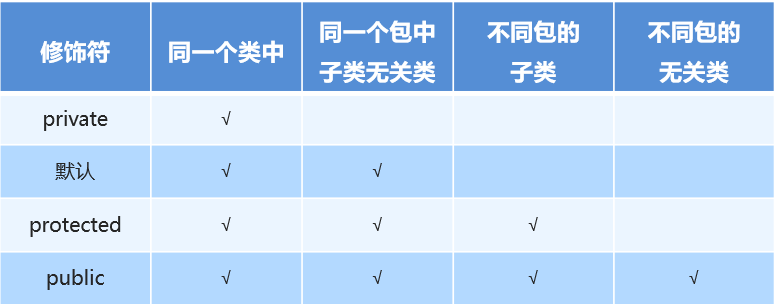 修饰符 同一个类中 同一个包中 不同包的 不同包的
子类无关类 子类 无关类
private √
默认 √ √
protected √ √ √
public √ √ √ √